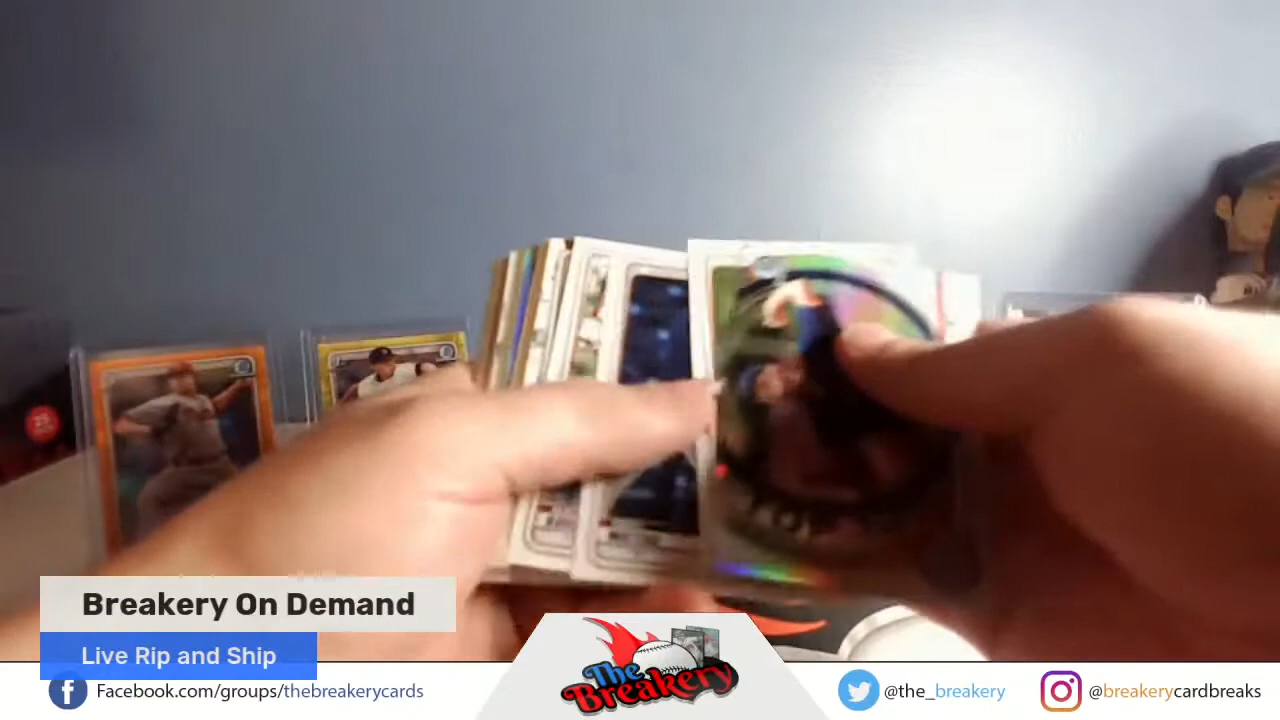 Breakery On Demand
Live Rip and Ship
Facebook.com/groups/thebreakerycards
The
Breakery
@the_breakery
@breakerycardbreaks